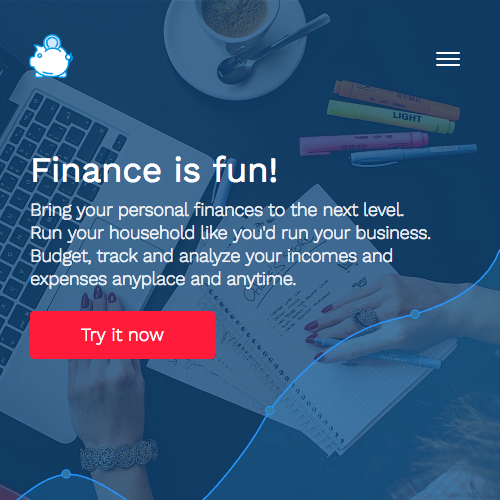 LIGHT
Finance is fun!
Bring your personal finances to the next level.
Run your household like you'd run your business.
Budget, track and analyze your incomes and
expenses anyplace and anytime.
Try it now